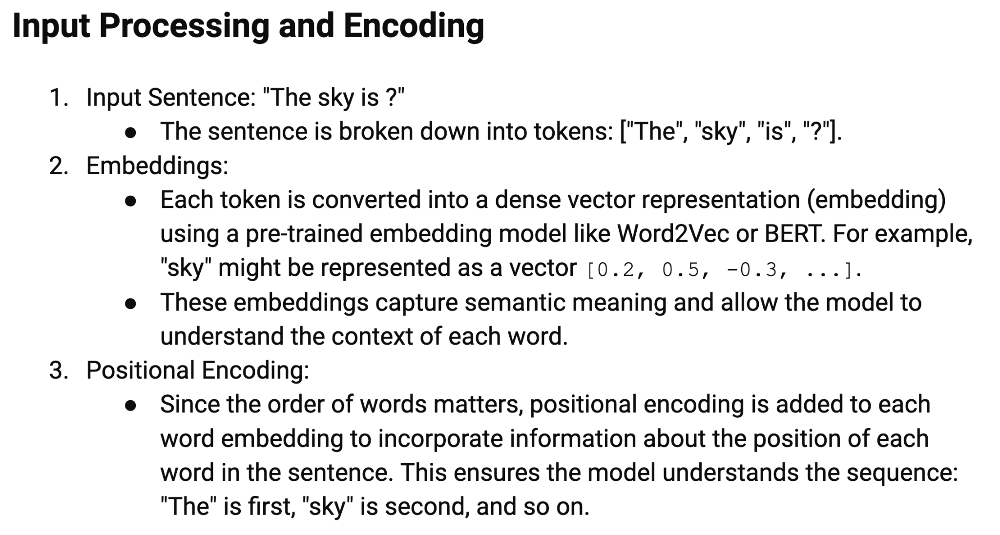 Input Processing and Encoding
1. Input Sentence: "The sky is ?"
● The sentence is broken down into tokens: ["The", "sky", "is", "?"].
2. Embeddings:
● Each token is converted into a dense vector representation (embedding)
using a pre-trained embedding model like Word2Vec or BERT. For example,
"sky" might be represented as a vector [0.2, 0.5, -0.3, ...].
● These embeddings capture semantic meaning and allow the model to
understand the context of each word.
3. Positional Encoding:
● Since the order of words matters, positional encoding is added to each
word embedding to incorporate information about the position of each
word in the sentence. This ensures the model understands the sequence:
"The" is first, "sky" is second, and so on.